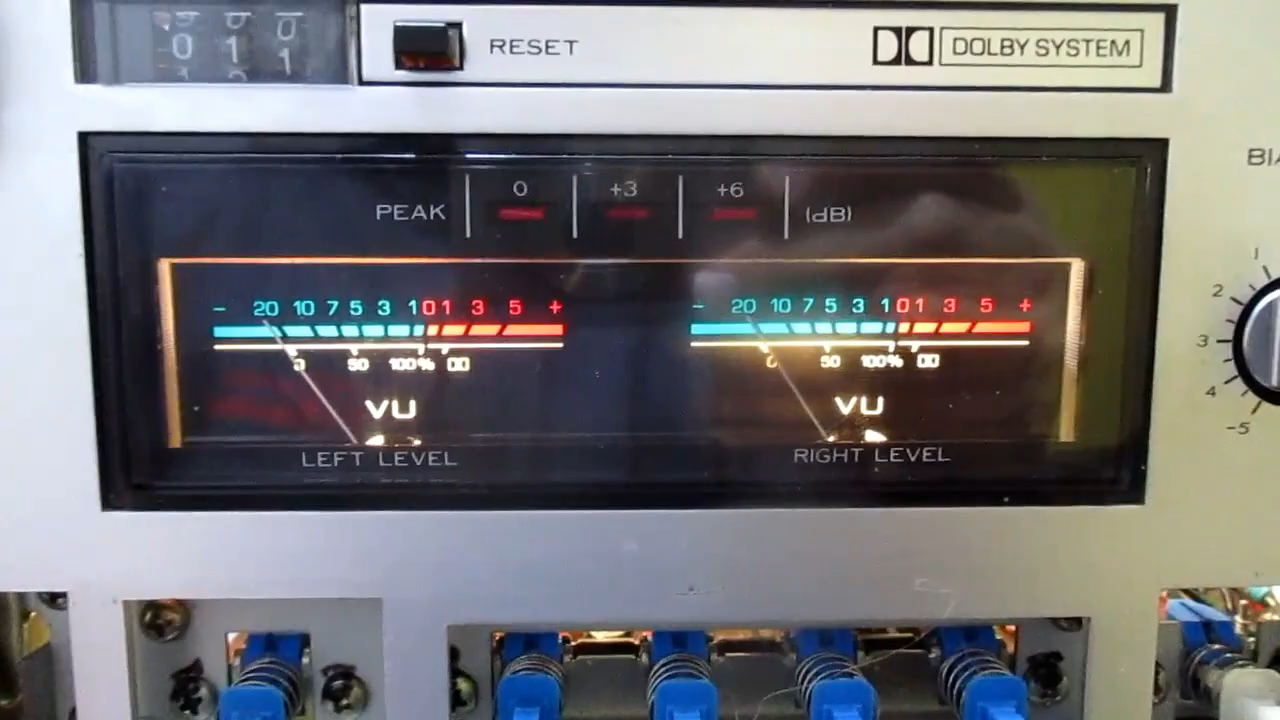 0 1 1
RESET
DOLBY SYSTEM
PEAK 0 +3 +6 (dB)
- 20 10 7 5 3 1 0 1 3 5 +
0 50 100%
VU
LEFT LEVEL
- 20 10 7 5 3 1 0 1 3 5 +
0 50 100%
VU
RIGHT LEVEL
1
2
3
4
-5